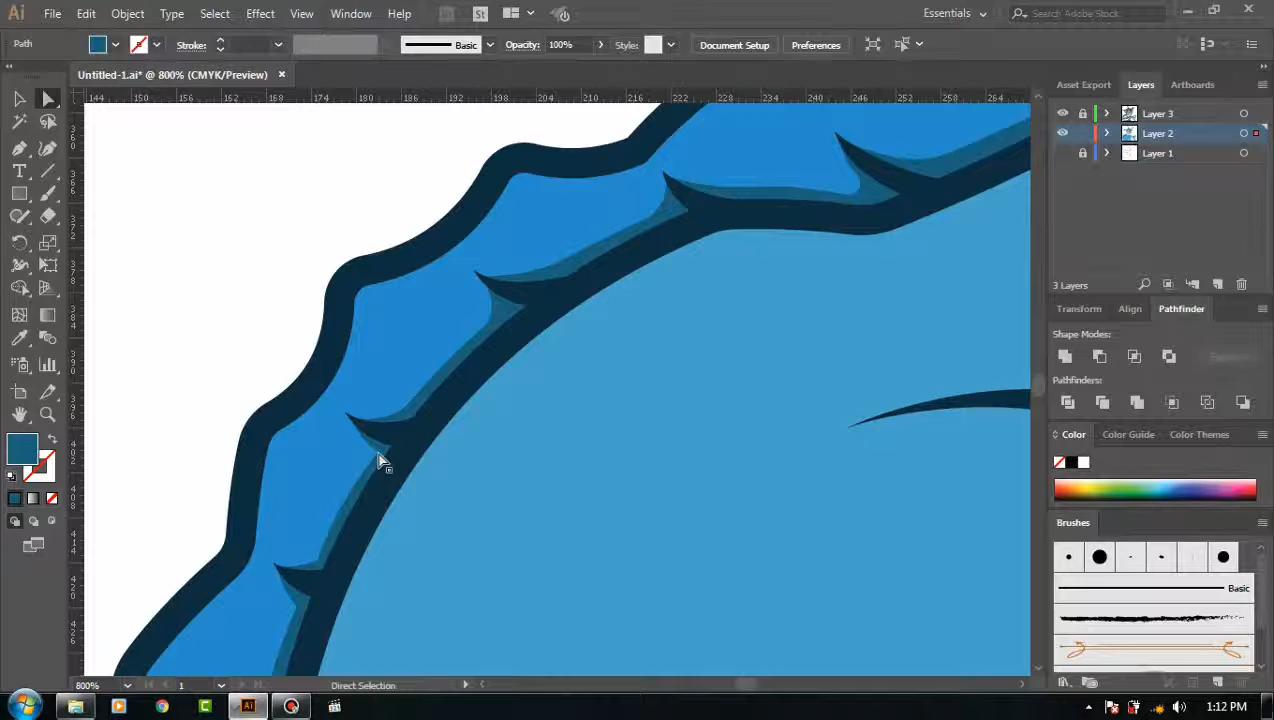 Ai File Edit Object Type Select Effect View Window Help Br St Essentials Search Adobe Stock
Path Stroke: Basic Opacity: 100% Style: Document Setup Preferences
Untitled-1.ai* @ 800% (CMYK/Preview)
144 150 156 162 168 174 180 186 192 198 204 210 216 222 228 234 240 246 252 258 264
Asset Export Layers Artboards
Layer 3
Layer 2
Layer 1
3 Layers
Transform Align Pathfinder
Shape Modes:
Pathfinders:
Color Color Guide Color Themes
Brushes
Basic
800% 1 Direct Selection
Ai 1:12 PM